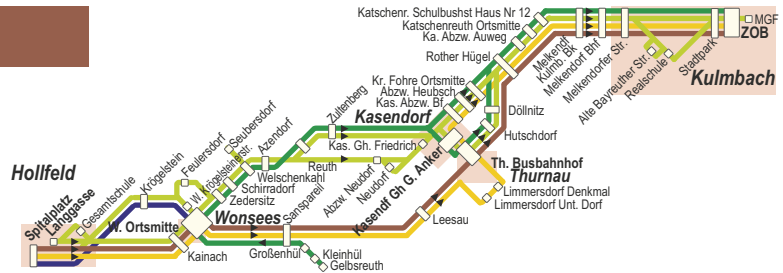 Katschenr. Schulbushst Haus Nr 12
Katschenreuth Ortsmitte
Ka. Abzw. Auweg
Rother Hügel
Melkendf
Kulmb. Bk
Melkendorf Bhf
Melkendorfer Str.
Alte Bayreuther Str.
Realschule
Stadtpark
MGF
ZOB
Kulmbach
Kr. Fohre Ortsmitte
Abzw. Heubsch
Kas. Abzw. Bf
Kasendorf
Kas. Gh. Friedrich
Zultenberg
Döllnitz
Hutschdorf
Seubersdorf
Azendorf
Feulersdorf
W. Krögelsteinerstr.
Krögelstein
Reuth
Welschenkahl
Schirradorf
Zedersitz
Abzw. Neudorf
Neudorf
Kasendf Gh G. Anker
Th. Busbahnhof
Thurnau
Limmersdorf Denkmal
Limmersdorf Unt. Dorf
Leesau
Hollfeld
Spitalplatz
Langgasse
Gesamtschule
W. Ortsmitte
Wonsees
Sanspareil
Kainach
Großenhül
Kleinhül
Gelbsreuth